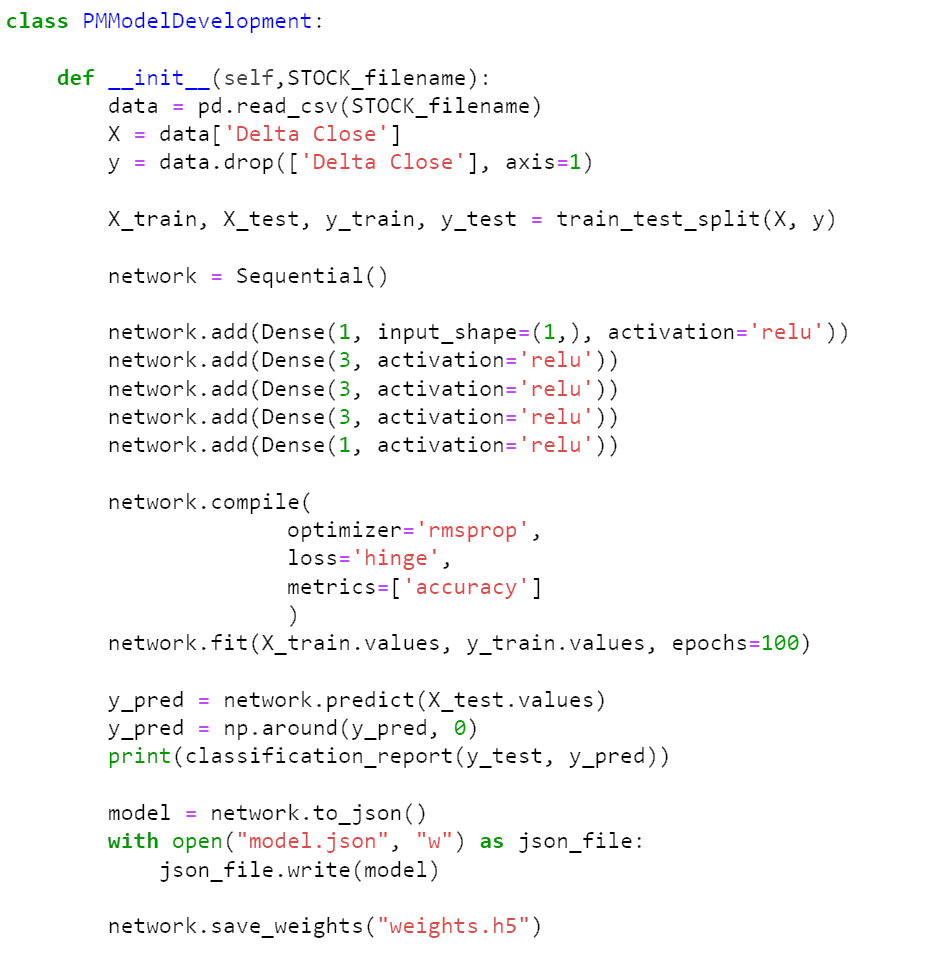 class PMModelDevelopment:
    def __init__(self,STOCK_filename):
        data = pd.read_csv(STOCK_filename)
        X = data['Delta Close']
        y = data.drop(['Delta Close'], axis=1)
        X_train, X_test, y_train, y_test = train_test_split(X, y)
        network = Sequential()
        network.add(Dense(1, input_shape=(1,), activation='relu'))
        network.add(Dense(3, activation='relu'))
        network.add(Dense(3, activation='relu'))
        network.add(Dense(3, activation='relu'))
        network.add(Dense(1, activation='relu'))
        network.compile(
                      optimizer='rmsprop',
                      loss='hinge',
                      metrics=['accuracy']
                      )
        network.fit(X_train.values, y_train.values, epochs=100)
        y_pred = network.predict(X_test.values)
        y_pred = np.around(y_pred, 0)
        print(classification_report(y_test, y_pred))
        model = network.to_json()
        with open("model.json", "w") as json_file:
            json_file.write(model)
        network.save_weights("weights.h5")